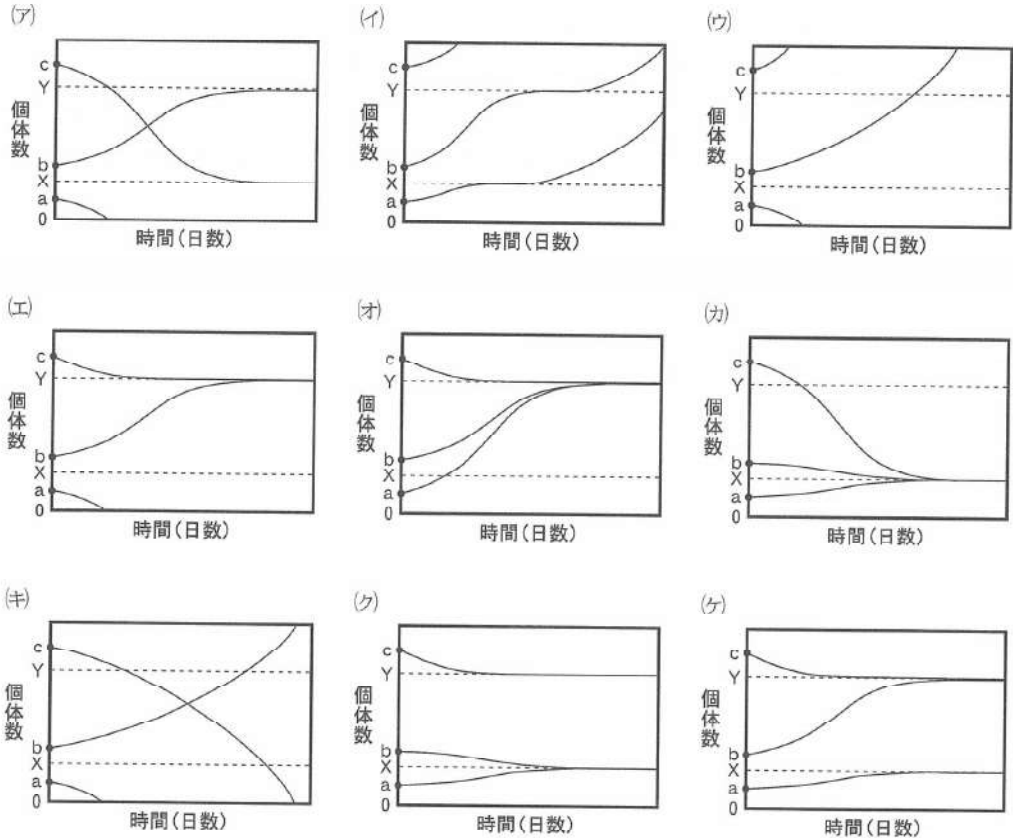 (ア)
c
Y
個体数
b
X
a
0
時間(日数)
(イ)
c
Y
個体数
b
X
a
0
時間(日数)
(ウ)
c
Y
個体数
b
X
a
0
時間(日数)
(エ)
c
Y
個体数
b
X
a
0
時間(日数)
(オ)
c
Y
個体数
b
X
a
0
時間(日数)
(カ)
c
Y
個体数
b
X
a
0
時間(日数)
(キ)
c
Y
個体数
b
X
a
0
時間(日数)
(ク)
c
Y
個体数
b
X
a
0
時間(日数)
(ケ)
c
Y
個体数
b
X
a
0
時間(日数)